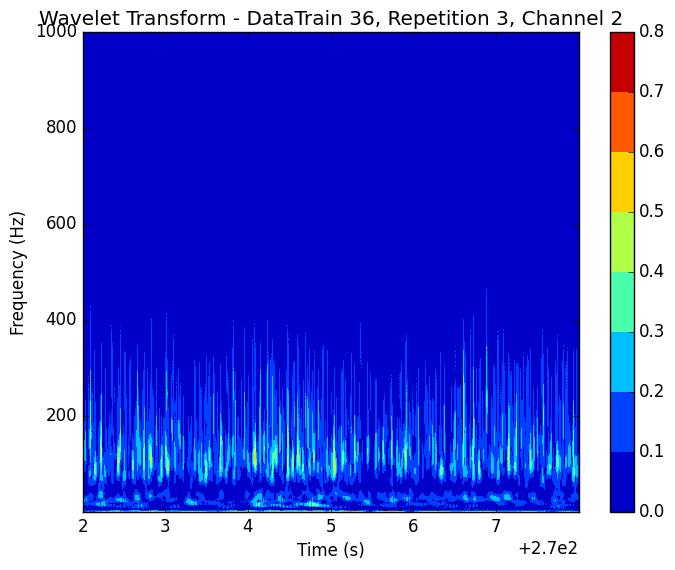 Wavelet Transform - DataTrain 36, Repetition 3, Channel 2
1000
800
600
400
200
Frequency (Hz)
2 3 4 5 6 7
Time (s)
+2.7e2
0.8
0.7
0.6
0.5
0.4
0.3
0.2
0.1
0.0